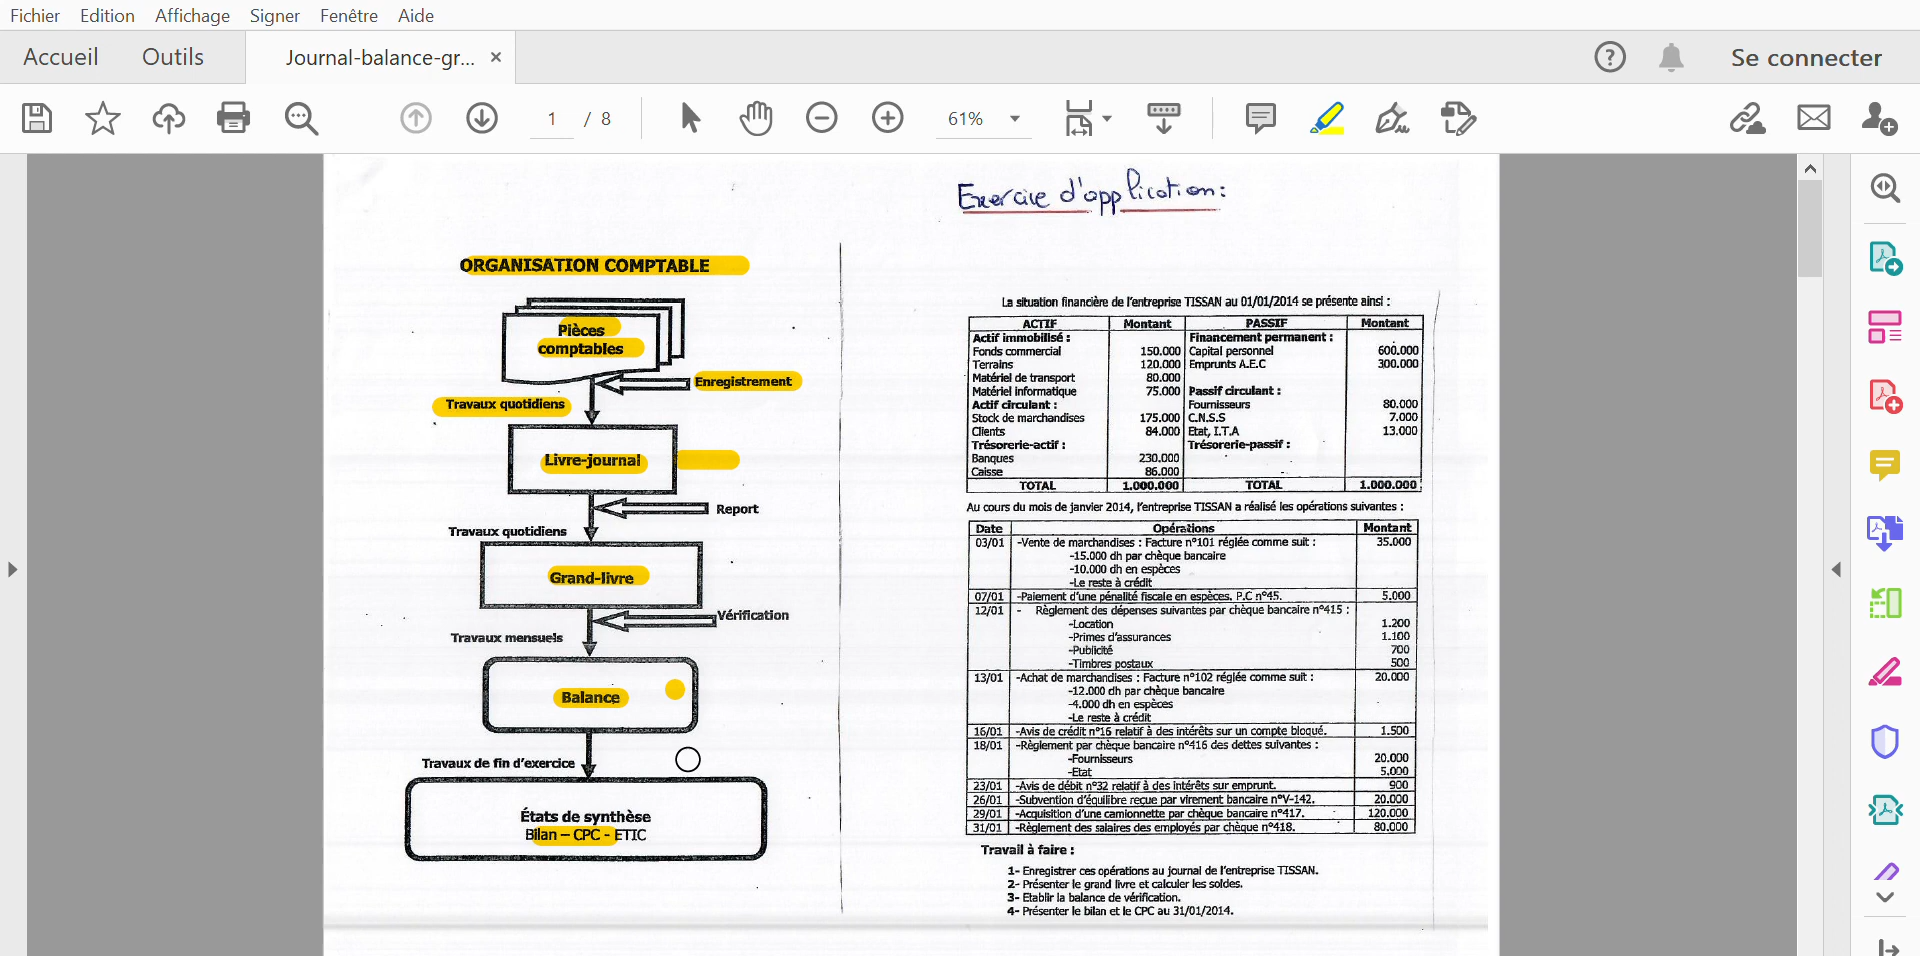 Fichier Edition Affichage Signer Fenêtre Aide
Accueil Outils Journal-balance-gr... × Se connecter
1 / 8 61%
Exercice d'application:
ORGANISATION COMPTABLE
Pièces
comptables
Enregistrement
Travaux quotidiens
Livre-journal
Report
Travaux quotidiens
Grand-livre
Vérification
Travaux mensuels
Balance
Travaux de fin d'exercice
États de synthèse
Bilan – CPC - ETIC
La situation financière de l'entreprise TISSAN au 01/01/2014 se présente ainsi :
ACTIF Montant PASSIF Montant
Actif immobilisé : Financement permanent :
Fonds commercial 150.000 Capital personnel 600.000
Terrains 120.000 Emprunts A.E.C 300.000
Matériel de transport 80.000
Matériel informatique 75.000 Passif circulant :
Actif circulant : Fournisseurs 80.000
Stock de marchandises 175.000 C.N.S.S 7.000
Clients 84.000 Etat, I.T.A 13.000
Trésorerie-actif : Trésorerie-passif :
Banques 230.000
Caisse 86.000
TOTAL 1.000.000 TOTAL 1.000.000
Au cours du mois de janvier 2014, l'entreprise TISSAN a réalisé les opérations suivantes :
Date Opérations Montant
03/01 -Vente de marchandises : Facture n°101 réglée comme suit : 35.000
-15.000 dh par chèque bancaire
-10.000 dh en espèces
-Le reste à crédit
07/01 -Paiement d'une pénalité fiscale en espèces. P.C n°45. 5.000
12/01 - Règlement des dépenses suivantes par chèque bancaire n°415 :
-Location 1.200
-Primes d'assurances 1.100
-Publicité 700
-Timbres postaux 500
13/01 -Achat de marchandises : Facture n°102 réglée comme suit : 20.000
-12.000 dh par chèque bancaire
-4.000 dh en espèces
-Le reste à crédit
16/01 -Avis de crédit n°16 relatif à des intérêts sur un compte bloqué. 1.500
18/01 -Règlement par chèque bancaire n°416 des dettes suivantes :
-Fournisseurs 20.000
-Etat 5.000
23/01 -Avis de débit n°32 relatif à des intérêts sur emprunt. 900
26/01 -Subvention d'équilibre reçue par virement bancaire n°V-142. 20.000
29/01 -Acquisition d'une camionnette par chèque bancaire n°417. 120.000
31/01 -Règlement des salaires des employés par chèque n°418. 80.000
Travail à faire :
1- Enregistrer ces opérations au journal de l'entreprise TISSAN.
2- Présenter le grand livre et calculer les soldes.
3- Etablir la balance de vérification.
4- Présenter le bilan et le CPC au 31/01/2014.